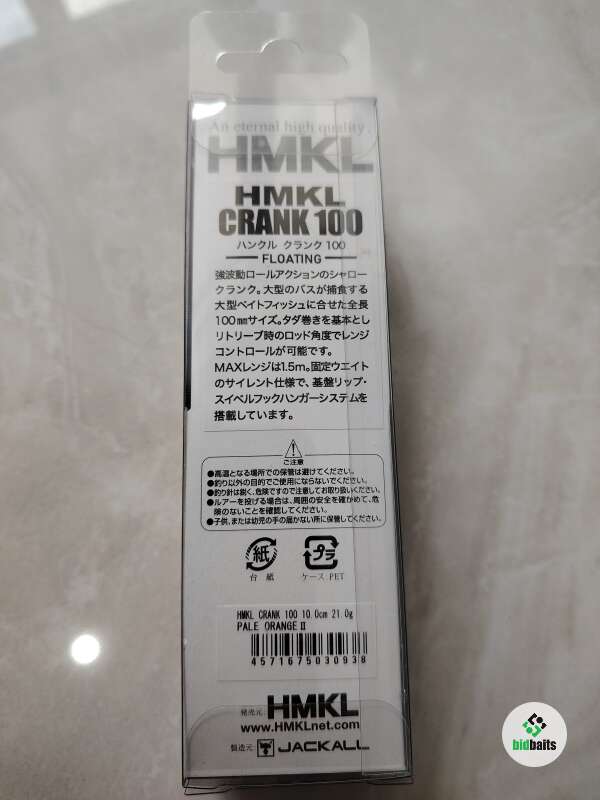 An eternal high quality
HMKL
HMKL
CRANK 100
ハンクル クランク 100
FLOATING
強波動ロールアクションのシャロー
クランク。大型のバスが捕食する
大型ベイトフィッシュに合せた全長
100㎜サイズ。タダ巻きを基本とし
リトリーブ時のロッド角度でレンジ
コントロールが可能です。
MAXレンジは1.5m。固定ウエイト
のサイレント仕様で、基盤リップ・
スイベルフックハンガーシステムを
搭載しています。
ご注意
●高温となる場所での保管は避けてください。
●釣り以外の目的でご使用にならないでください。
●釣り針は鋭く、危険ですので注意してお取り扱いください。
●ルアーを投げる場合は、周囲の安全を確かめて、危
険のないことを確認してください。
●子供、または幼児の手の届かない所に保管してください。
紙 プラ
台紙 ケース PET
HMKL CRANK 100 10.0cm 21.0g
PALE ORANGEⅡ
4571675030938
発売元: HMKL
www.HMKLnet.com
製造元: JACKALL
bidbaits